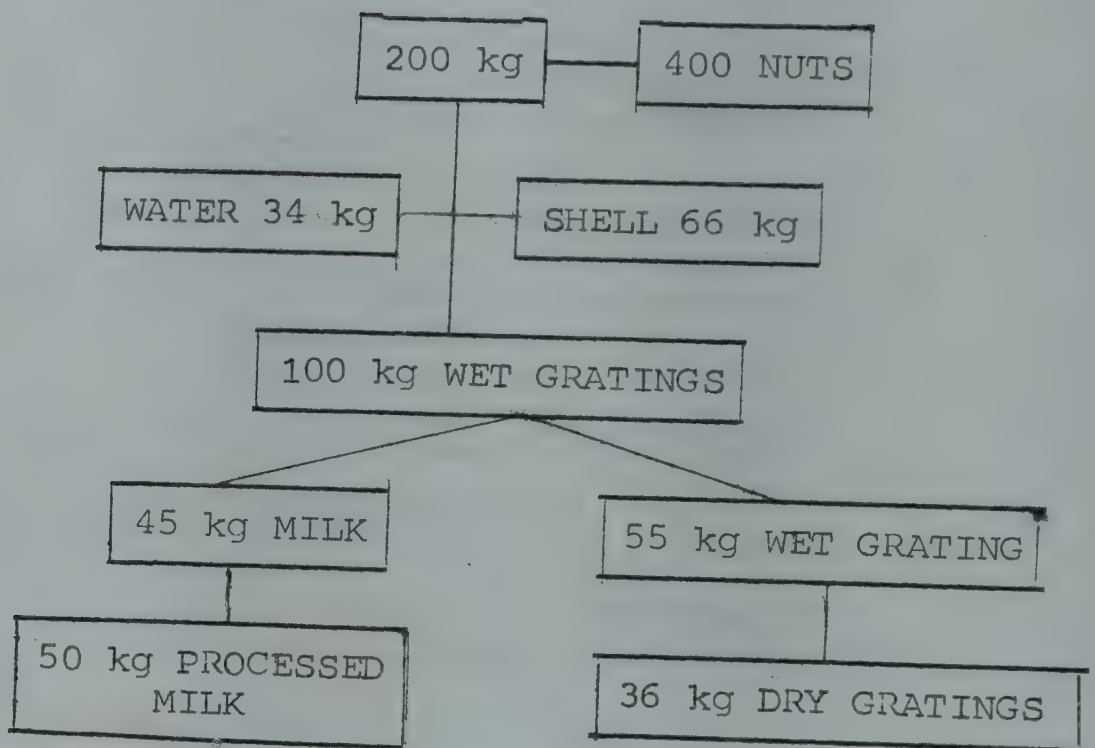 200 kg
400 NUTS
WATER 34 kg
SHELL 66 kg
100 kg WET GRATINGS
45 kg MILK
55 kg WET GRATING
50 kg PROCESSED
MILK
36 kg DRY GRATINGS